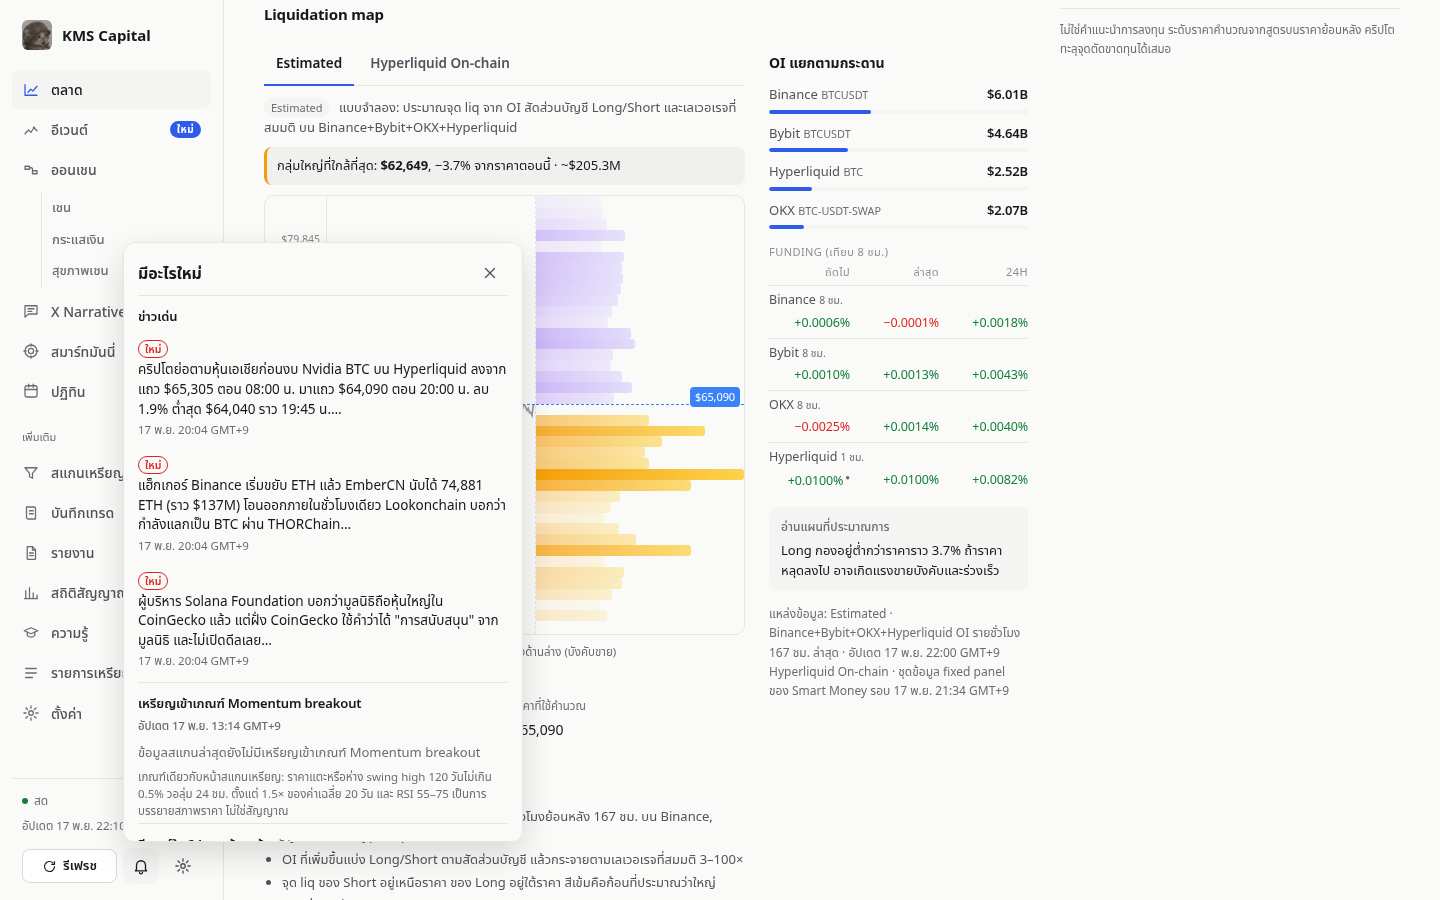 KMS Capital
ตลาด
อีเวนต์
ใหม่
ออนเชน
เชน
กระแสเงิน
สุขภาพเชน
X Narrative
สมาร์ทมันนี่
ปฏิทิน
เพิ่มเติม
สแกนเหรียญ
บันทึกเทรด
รายงาน
สถิติสัญญาณ
ความรู้
รายการเหรีย
ตั้งค่า
สด
อัปเดต 17 พ.ย. 22:10
รีเฟรช
Liquidation map
Estimated
Hyperliquid On-chain
Estimated แบบจำลอง: ประมาณจุด liq จาก OI สัดส่วนบัญชี Long/Short และเลเวอเรจที่
สมมติ บน Binance+Bybit+OKX+Hyperliquid
กลุ่มใหญ่ที่ใกล้ที่สุด: $62,649, −3.7% จากราคาตอนนี้ · ~$205.3M
$79,845
$65,090
มีอะไรใหม่
ข่าวเด่น
ใหม่
คริปโตย่อตามหุ้นเอเชียก่อนงบ Nvidia BTC บน Hyperliquid ลงจาก
แถว $65,305 ตอน 08:00 น. มาแถว $64,090 ตอน 20:00 น. ลบ
1.9% ต่ำสุด $64,040 ราว 19:45 น....
17 พ.ย. 20:04 GMT+9
ใหม่
แฮ็กเกอร์ Binance เริ่มขยับ ETH แล้ว EmberCN นับได้ 74,881
ETH (ราว $137M) โอนออกภายในชั่วโมงเดียว Lookonchain บอกว่า
กำลังแลกเป็น BTC ผ่าน THORChain...
17 พ.ย. 20:04 GMT+9
ใหม่
ผู้บริหาร Solana Foundation บอกว่ามูลนิธิถือหุ้นใหญ่ใน
CoinGecko แล้ว แต่ฝั่ง CoinGecko ใช้คำว่าได้ "การสนับสนุน" จาก
มูลนิธิ และไม่เปิดดีลเลย...
17 พ.ย. 20:04 GMT+9
เหรียญเข้าเกณฑ์ Momentum breakout
อัปเดต 17 พ.ย. 13:14 GMT+9
ข้อมูลสแกนล่าสุดยังไม่มีเหรียญเข้าเกณฑ์ Momentum breakout
เกณฑ์เดียวกับหน้าสแกนเหรียญ: ราคาแตะหรือห่าง swing high 120 วันไม่เกิน
0.5% วอลุ่ม 24 ชม. ตั้งแต่ 1.5× ของค่าเฉลี่ย 20 วัน และ RSI 55–75 เป็นการ
บรรยายสภาพราคา ไม่ใช่สัญญาณ
ด้านล่าง (บังคับขาย)
คาที่ใช้คำนวณ
65,090
โมงย้อนหลัง 167 ชม. บน Binance,
OI ที่เพิ่มขึ้นแบ่ง Long/Short ตามสัดส่วนบัญชี แล้วกระจายตามเลเวอเรจที่สมมติ 3–100×
จุด liq ของ Short อยู่เหนือราคา ของ Long อยู่ใต้ราคา สีเข้มคือก้อนที่ประมาณว่าใหญ่
OI แยกตามกระดาน
Binance BTCUSDT $6.01B
Bybit BTCUSDT $4.64B
Hyperliquid BTC $2.52B
OKX BTC-USDT-SWAP $2.07B
FUNDING (เทียบ 8 ชม.)
ถัดไป ล่าสุด 24H
Binance 8 ชม.
+0.0006% −0.0001% +0.0018%
Bybit 8 ชม.
+0.0010% +0.0013% +0.0043%
OKX 8 ชม.
−0.0025% +0.0014% +0.0040%
Hyperliquid 1 ชม.
+0.0100%* +0.0100% +0.0082%
อ่านแผนที่ประมาณการ
Long กองอยู่ต่ำกว่าราคาราว 3.7% ถ้าราคา
หลุดลงไป อาจเกิดแรงขายบังคับและร่วงเร็ว
แหล่งข้อมูล: Estimated ·
Binance+Bybit+OKX+Hyperliquid OI รายชั่วโมง
167 ชม. ล่าสุด · อัปเดต 17 พ.ย. 22:00 GMT+9
Hyperliquid On-chain · ชุดข้อมูล fixed panel
ของ Smart Money รอบ 17 พ.ย. 21:34 GMT+9
ไม่ใช่คำแนะนำการลงทุน ระดับราคาคำนวณจากสูตรบนราคาย้อนหลัง คริปโต
ทะลุจุดตัดขาดทุนได้เสมอ